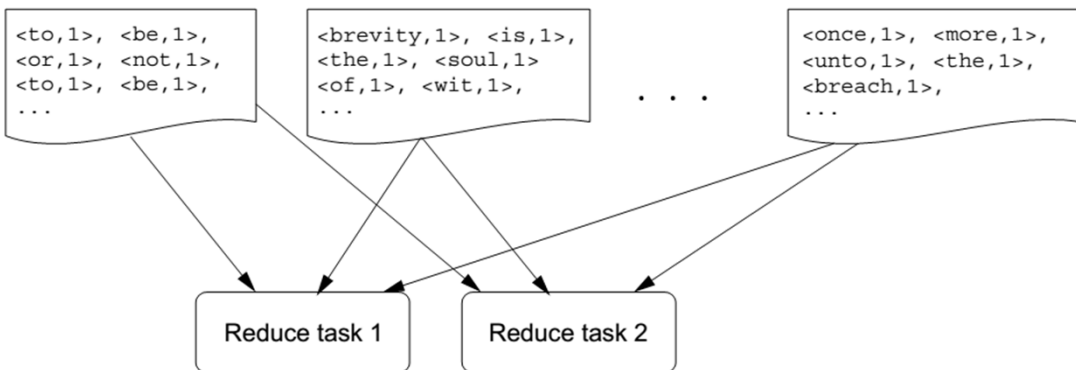 <to,1>, <be,1>,
<or,1>, <not,1>,
<to,1>, <be,1>,
...
<brevity,1>, <is,1>,
<the,1>, <soul,1>
<of,1>, <wit,1>,
...
. . .
<once,1>, <more,1>,
<unto,1>, <the,1>,
<breach,1>,
...
Reduce task 1
Reduce task 2